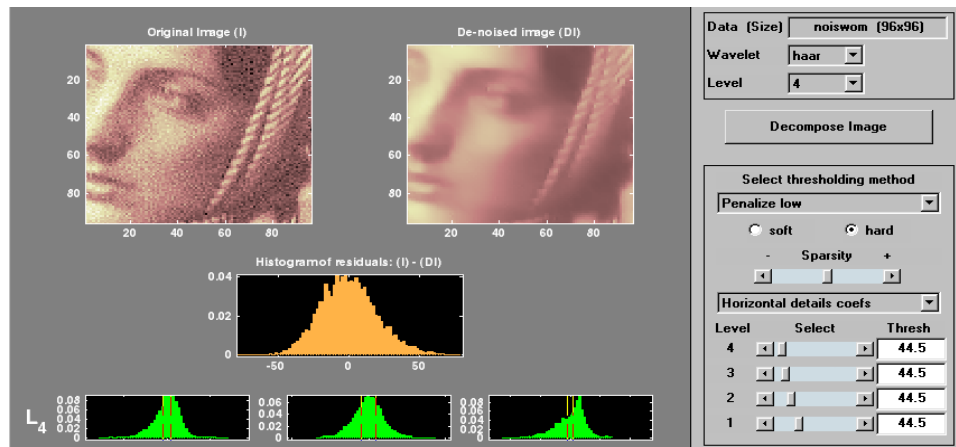 Original Image (I)
De-noised image (DI)
20
40
60
80
20 40 60 80
20
40
60
80
20 40 60 80
Histogramof residuals: (I) - (DI)
0.04
0.02
0
-50 0 50
L4
0.08
0.06
0.04
0.02
0
0.06
0.04
0.02
0
0.08
0.06
0.04
0.02
0
Data (Size) noiswom (96x96)
Wavelet haar
Level 4
Decompose Image
Select thresholding method
Penalize low
soft hard
- Sparsity +
Horizontal details coefs
Level Select Thresh
4 44.5
3 44.5
2 44.5
1 44.5